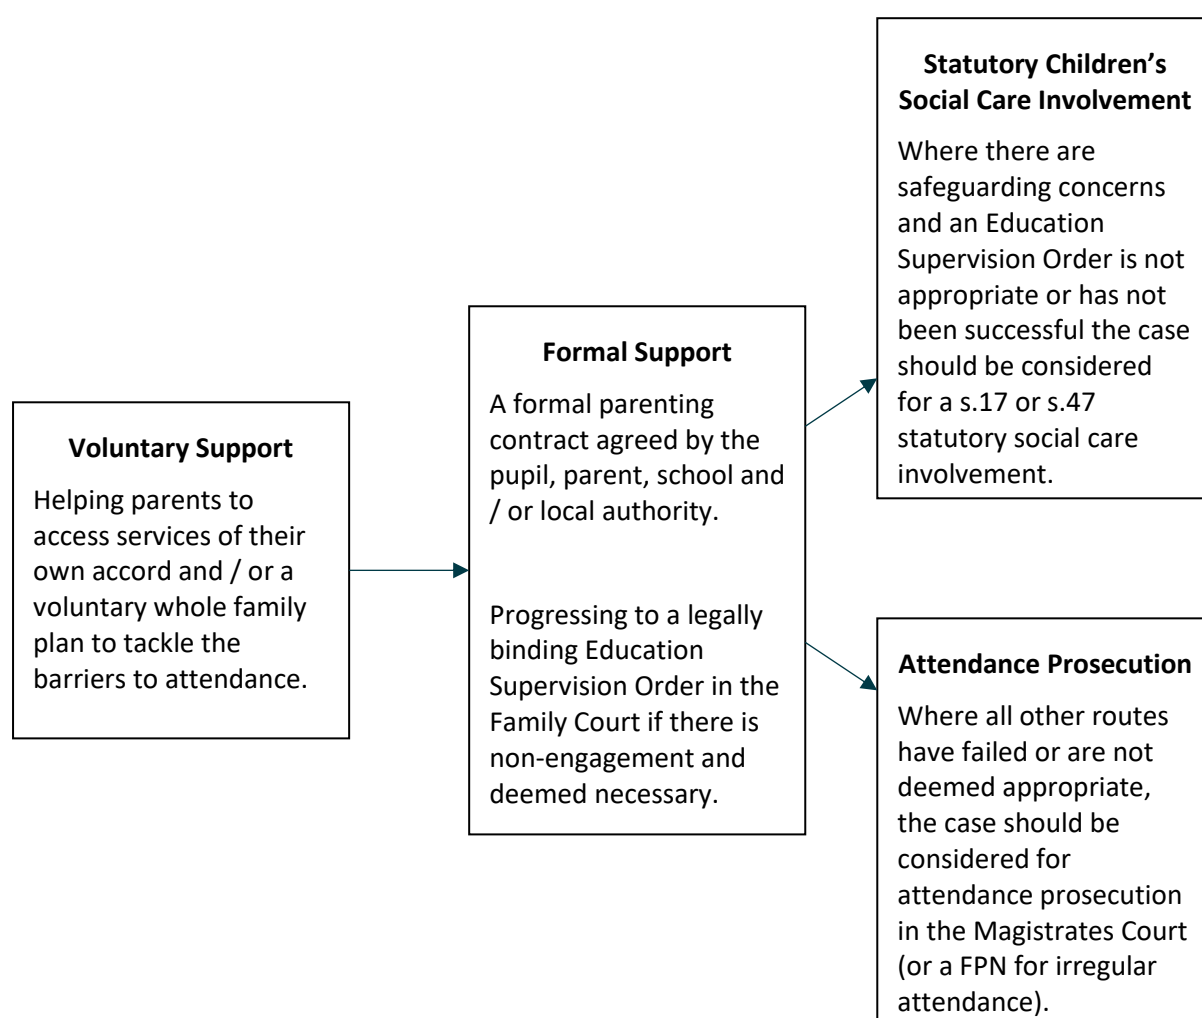 Voluntary Support
Helping parents to
access services of their
own accord and / or a
voluntary whole family
plan to tackle the
barriers to attendance.
Formal Support
A formal parenting
contract agreed by the
pupil, parent, school and
/ or local authority.
Progressing to a legally
binding Education
Supervision Order in the
Family Court if there is
non-engagement and
deemed necessary.
Statutory Children’s
Social Care Involvement
Where there are
safeguarding concerns
and an Education
Supervision Order is not
appropriate or has not
been successful the case
should be considered
for a s.17 or s.47
statutory social care
involvement.
Attendance Prosecution
Where all other routes
have failed or are not
deemed appropriate,
the case should be
considered for
attendance prosecution
in the Magistrates Court
(or a FPN for irregular
attendance).